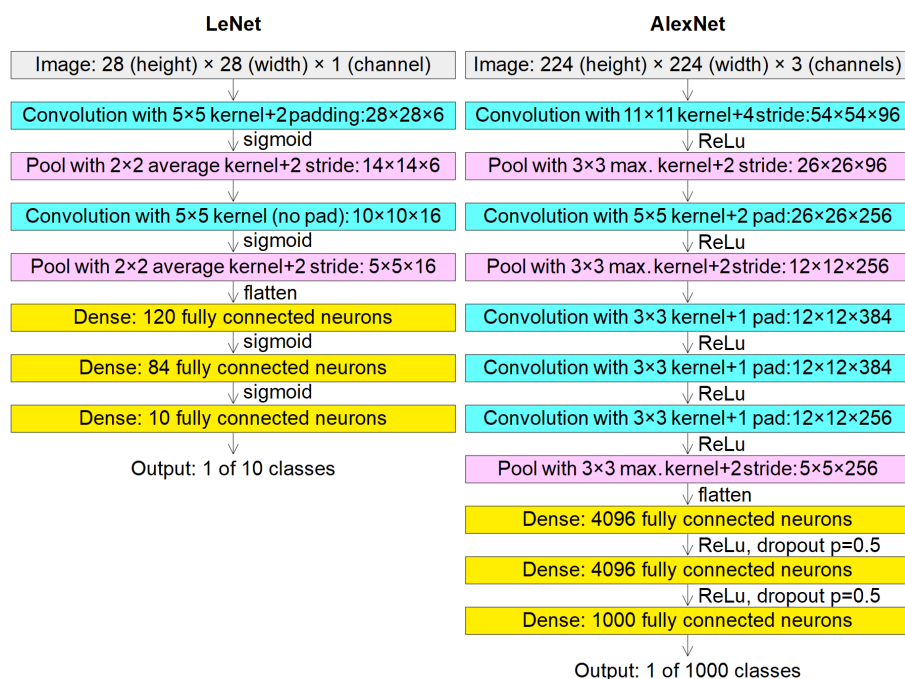 LeNet
Image: 28 (height) × 28 (width) × 1 (channel)
Convolution with 5×5 kernel+2 padding:28×28×6
sigmoid
Pool with 2×2 average kernel+2 stride:14×14×6
Convolution with 5×5 kernel (no pad):10×10×16
sigmoid
Pool with 2×2 average kernel+2 stride: 5×5×16
flatten
Dense: 120 fully connected neurons
sigmoid
Dense: 84 fully connected neurons
sigmoid
Dense: 10 fully connected neurons
Output: 1 of 10 classes
AlexNet
Image: 224 (height) × 224 (width) × 3 (channels)
Convolution with 11×11 kernel+4 stride:54×54×96
ReLu
Pool with 3×3 max. kernel+2 stride: 26×26×96
Convolution with 5×5 kernel+2 pad:26×26×256
ReLu
Pool with 3×3 max. kernel+2 stride: 12×12×256
Convolution with 3×3 kernel+1 pad:12×12×384
ReLu
Convolution with 3×3 kernel+1 pad:12×12×384
ReLu
Convolution with 3×3 kernel+1 pad:12×12×256
ReLu
Pool with 3×3 max. kernel+2 stride: 5×5×256
flatten
Dense: 4096 fully connected neurons
ReLu, dropout p=0.5
Dense: 4096 fully connected neurons
ReLu, dropout p=0.5
Dense: 1000 fully connected neurons
Output: 1 of 1000 classes